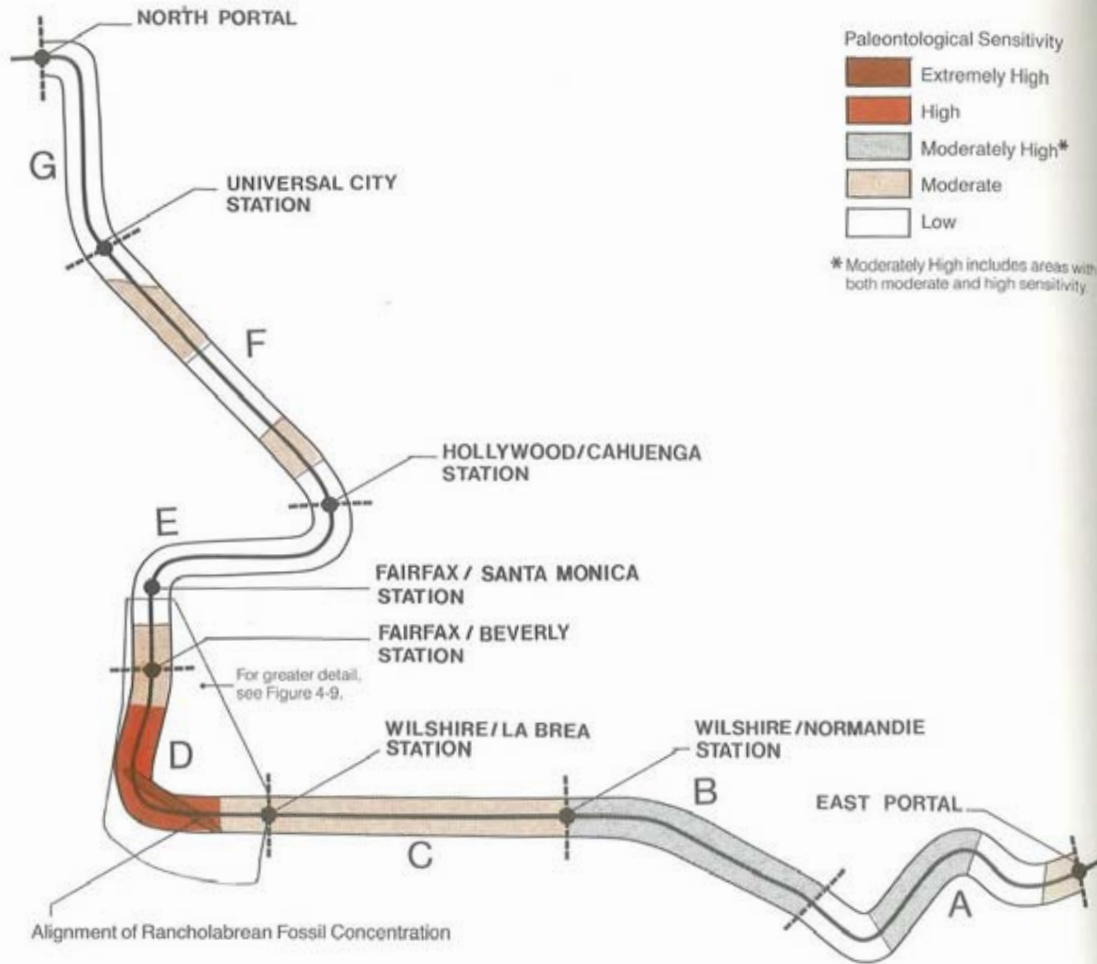 NORTH PORTAL
Paleontological Sensitivity
Extremely High
High
Moderately High*
Moderate
Low
* Moderately High includes areas with
both moderate and high sensitivity.
G
UNIVERSAL CITY
STATION
F
HOLLYWOOD/CAHUENGA
STATION
E
FAIRFAX / SANTA MONICA
STATION
FAIRFAX / BEVERLY
STATION
For greater detail,
see Figure 4-9.
D
WILSHIRE/LA BREA
STATION
WILSHIRE/NORMANDIE
STATION
B
EAST PORTAL
C
A
Alignment of Rancholabrean Fossil Concentration